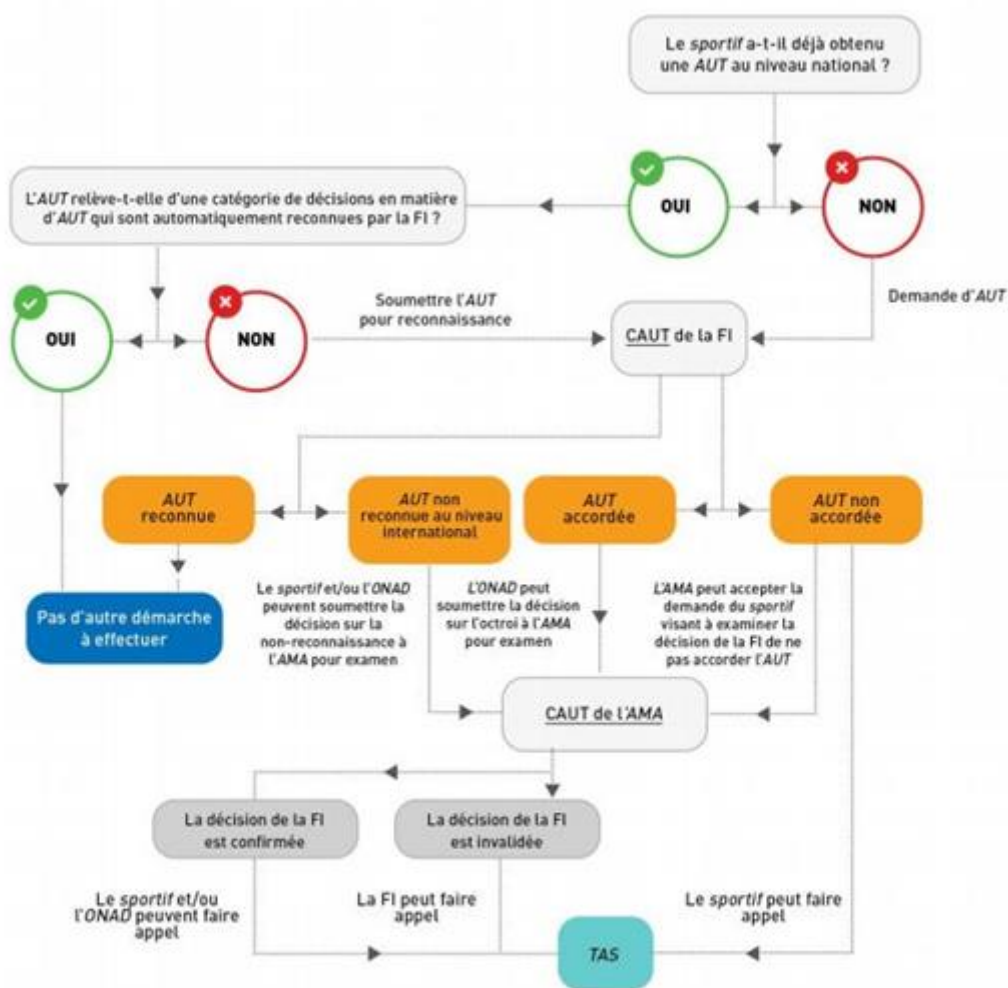 Le sportif a-t-il déjà obtenu
une AUT au niveau national ?
L'AUT relève-t-elle d'une catégorie de décisions en matière
d'AUT qui sont automatiquement reconnues par la FI ?
OUI
NON
OUI
NON
Soumettre l'AUT
pour reconnaissance
Demande d'AUT
CAUT de la FI
AUT
reconnue
AUT non
reconnue au niveau
international
AUT
accordée
AUT non
accordée
Pas d'autre démarche
à effectuer
Le sportif et/ou l'ONAD
peuvent soumettre la
décision sur la
non-reconnaissance à
l'AMA pour examen
L'ONAD peut
soumettre la décision
sur l'octroi à l'AMA
pour examen
L'AMA peut accepter la
demande du sportif
visant à examiner la
décision de la FI de ne
pas accorder l'AUT
CAUT de l'AMA
La décision de la FI
est confirmée
La décision de la FI
est invalidée
Le sportif et/ou
l'ONAD peuvent faire
appel
La FI peut faire
appel
Le sportif peut faire
appel
TAS